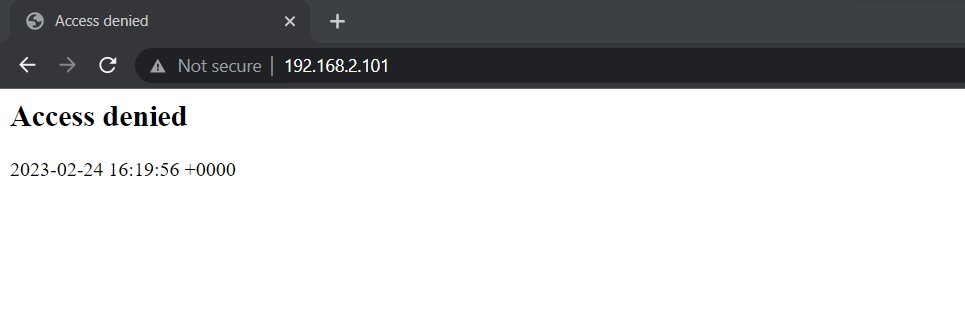 Access denied
Not secure | 192.168.2.101
Access denied
2023-02-24 16:19:56 +0000